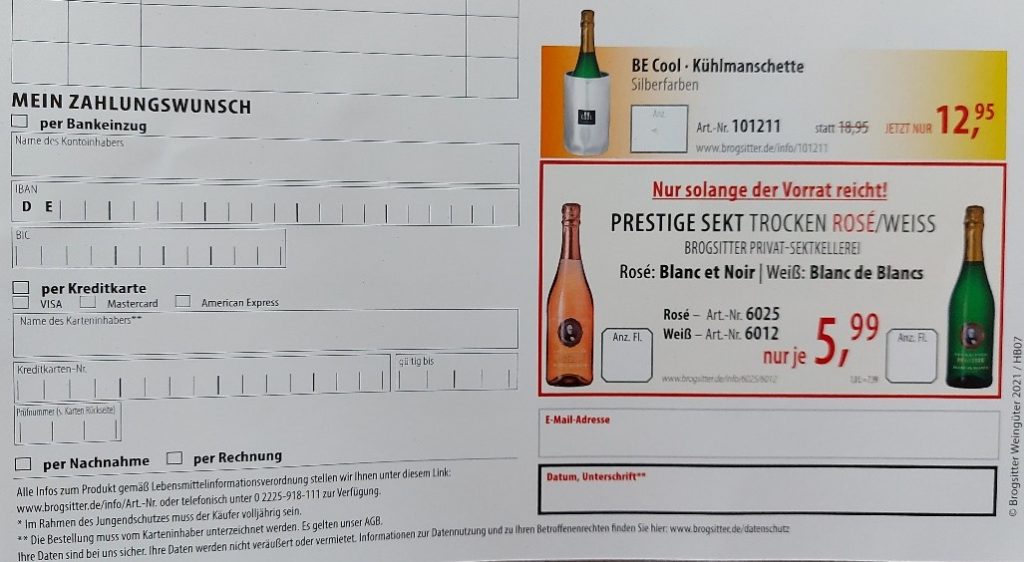 MEIN ZAHLUNGSWUNSCH
per Bankeinzug
Name des Kontoinhabers
IBAN
D E
BIC
per Kreditkarte
VISA Mastercard American Express
Name des Karteninhabers**
Kreditkarten-Nr. gültig bis
Prüfnummer (s. Karten Rückseite)
per Nachnahme per Rechnung
Alle Infos zum Produkt gemäß Lebensmittelinformationsverordnung stellen wir Ihnen unter diesem Link:
www.brogsitter.de/info/Art.-Nr. oder telefonisch unter 0 2225-918-111 zur Verfügung.
* Im Rahmen des Jungendschutzes muss der Käufer volljährig sein.
** Die Bestellung muss vom Karteninhaber unterzeichnet werden. Es gelten unser AGB.
Ihre Daten sind bei uns sicher. Ihre Daten werden nicht veräußert oder vermietet. Informationen zur Datennutzung und zu Ihren Betroffenenrechten finden Sie hier: www.brogsitter.de/datenschutz
BE Cool · Kühlmanschette
Silberfarben
Anz.
Art.-Nr. 101211 statt 18,95 JETZT NUR 12,95
www.brogsitter.de/info/101211
Nur solange der Vorrat reicht!
PRESTIGE SEKT TROCKEN ROSÉ/WEISS
BROGSITTER PRIVAT-SEKTKELLEREI
Rosé: Blanc et Noir | Weiß: Blanc de Blancs
Rosé – Art.-Nr. 6025
Weiß – Art.-Nr. 6012
Anz. Fl. nur je 5,99 Anz. Fl.
www.brogsitter.de/info/6025/6012
E-Mail-Adresse
Datum, Unterschrift**
© Brogsitter Weingüter 2021 / HB07